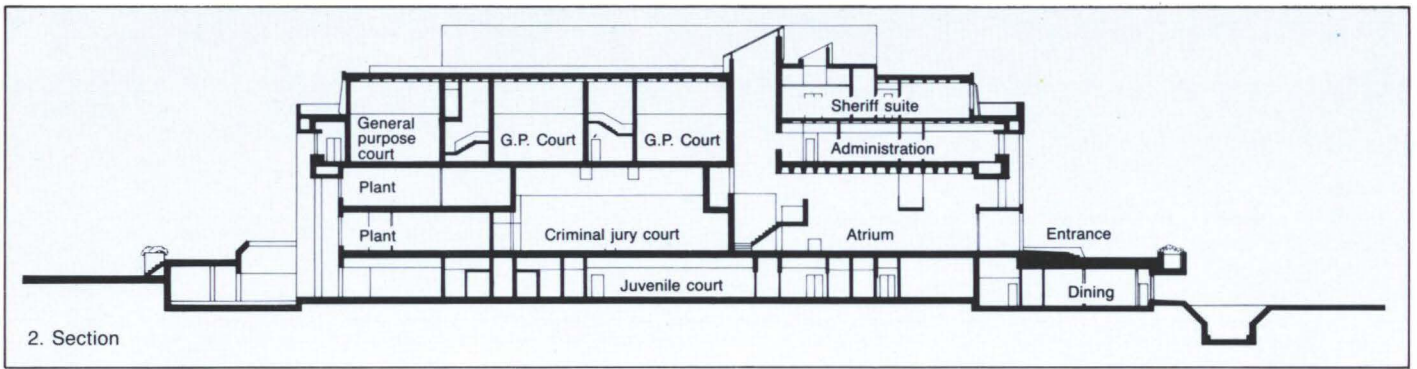 Sheriff suite
General
purpose
court
G.P. Court
G.P. Court
Administration
Plant
Plant
Criminal jury court
Atrium
Entrance
Juvenile court
Dining
2. Section